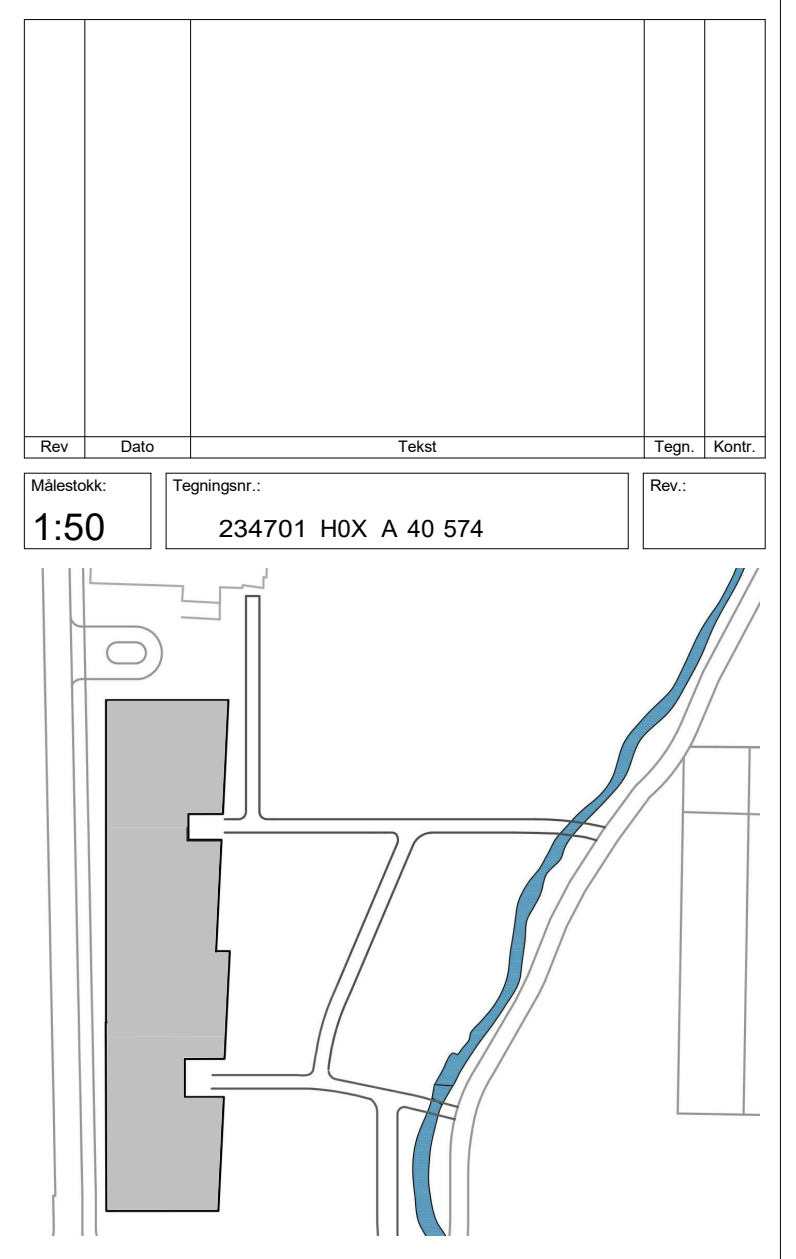 Rev Dato Tekst Tegn. Kontr.
Målestokk: Tegningsnr.: Rev.:
1:50 234701 H0X A 40 574